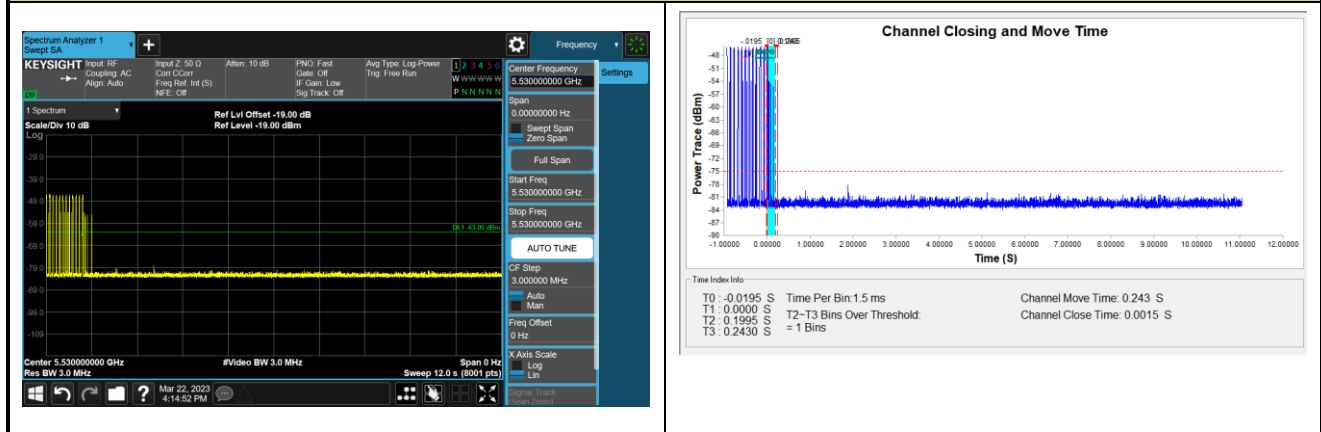 Spectrum Analyzer 1
Swept SA
Frequency
KEYSIGHT
Input: RF
Coupling: AC
Align: Auto
Input Z: 50 Ω
Corr CCorr
Freq Ref: Int (S)
NFE: Off
Atten: 10 dB
PNO: Fast
Gate: Off
IF Gain: Low
Sig Track: Off
Avg Type: Log-Power
Trig: Free Run
1 2 3 4 5 6
W W W W W W
P N N N N N
1 Spectrum
Scale/Div 10 dB
Log
Ref Lvl Offset -19.00 dB
Ref Level -19.00 dBm
-29.0
-39.0
-49.0
-59.0
-69.0
-79.0
-89.0
-99.0
-109
DL1 -63.00 dBm
Center 5.530000000 GHz
Res BW 3.0 MHz
#Video BW 3.0 MHz
Span 0 Hz
Sweep 12.0 s (8001 pts)
Mar 22, 2023
4:14:52 PM
Center Frequency
5.530000000 GHz
Settings
Span
0.00000000 Hz
Swept Span
Zero Span
Full Span
Start Freq
5.530000000 GHz
Stop Freq
5.530000000 GHz
AUTO TUNE
CF Step
3.000000 MHz
Auto
Man
Freq Offset
0 Hz
X Axis Scale
Log
Lin
Signal Track
(Span Zoom)
Channel Closing and Move Time
Power Trace (dBm)
-48
-51
-54
-57
-60
-63
-66
-69
-72
-75
-78
-81
-84
-87
-90
-1.00000 0.00000 1.00000 2.00000 3.00000 4.00000 5.00000 6.00000 7.00000 8.00000 9.00000 10.00000 11.00000 12.00000
Time (S)
Time Index Info
T0 : -0.0195 S
T1 : 0.0000 S
T2 : 0.1995 S
T3 : 0.2430 S
Time Per Bin:1.5 ms
T2~T3 Bins Over Threshold:
= 1 Bins
Channel Move Time: 0.243 S
Channel Close Time: 0.0015 S